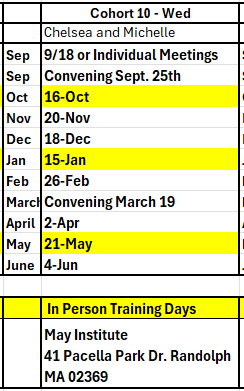 Cohort 10 - Wed
Chelsea and Michelle
Sep 9/18 or Individual Meetings
Sep Convening Sept. 25th
Oct 16-Oct
Nov 20-Nov
Dec 18-Dec
Jan 15-Jan
Feb 26-Feb
March Convening March 19
April 2-Apr
May 21-May
June 4-Jun
In Person Training Days
May Institute
41 Pacella Park Dr. Randolph
MA 02369